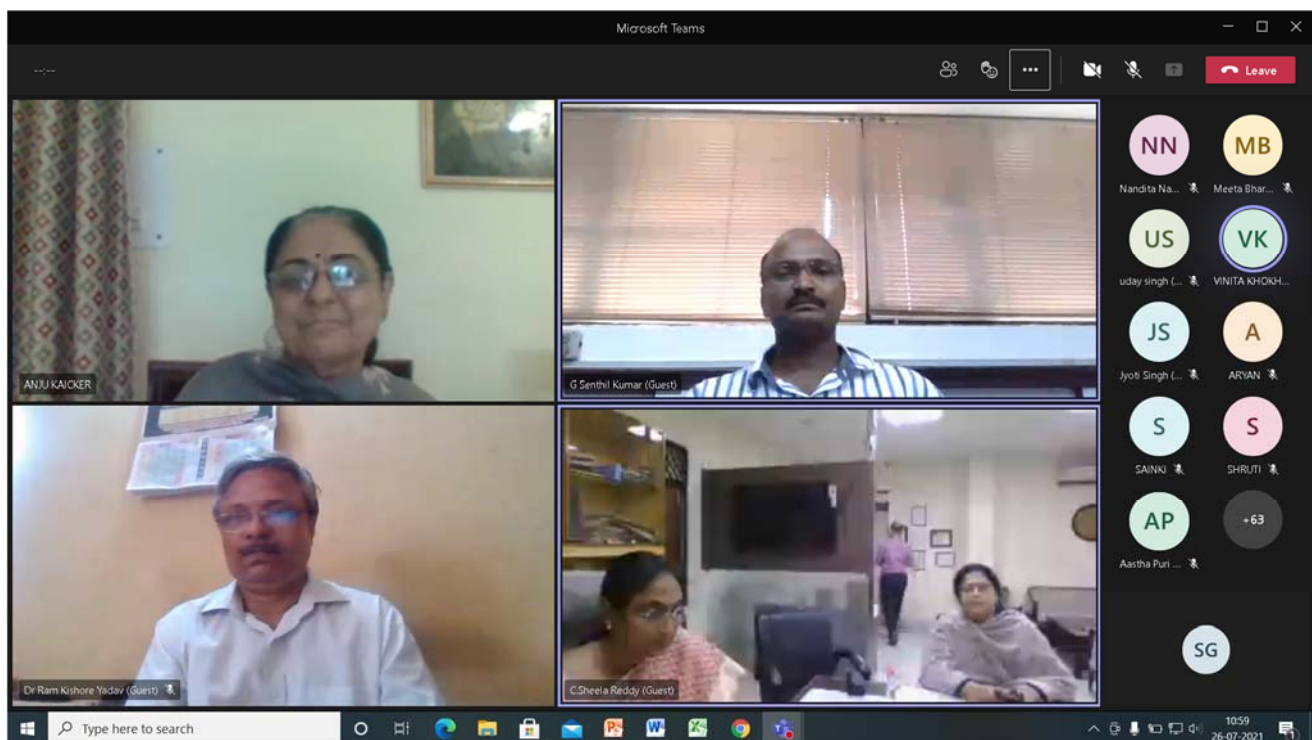 Microsoft Teams
--:--
Leave
ANJU KAICKER
G Senthil Kumar (Guest)
Dr Ram Kishore Yadav (Guest)
C.Sheela Reddy (Guest)
NN
MB
Nandita Na...
Meeta Bhar...
US
VK
uday singh (...
VINITA KHOKH...
JS
A
Jyoti Singh (...
ARYAN
S
S
SAINKI
SHRUTI
AP
+63
Aastha Puri ...
SG
Type here to search
10:59
26-07-2021
1